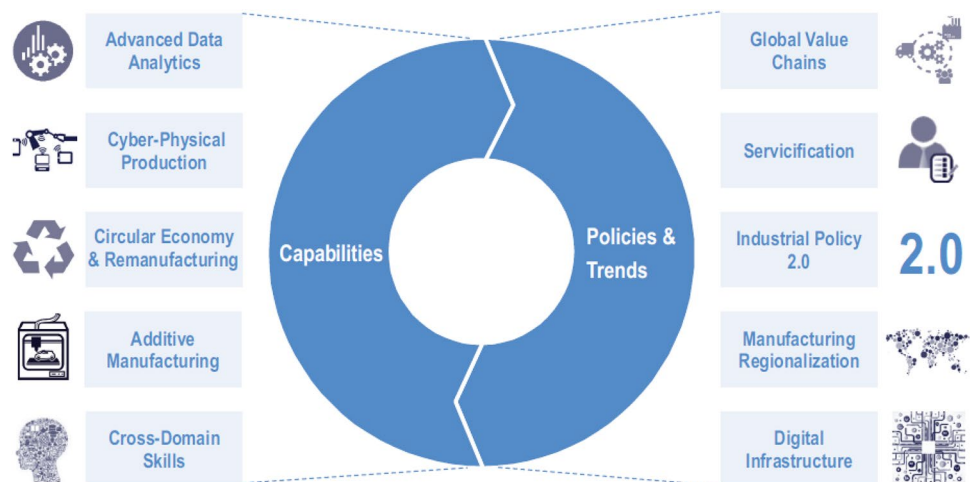 Advanced Data
Analytics
Cyber-Physical
Production
Circular Economy
& Remanufacturing
Additive
Manufacturing
Cross-Domain
Skills
Capabilities
Policies &
Trends
Global Value
Chains
Servicification
Industrial Policy
2.0
2.0
Manufacturing
Regionalization
Digital
Infrastructure